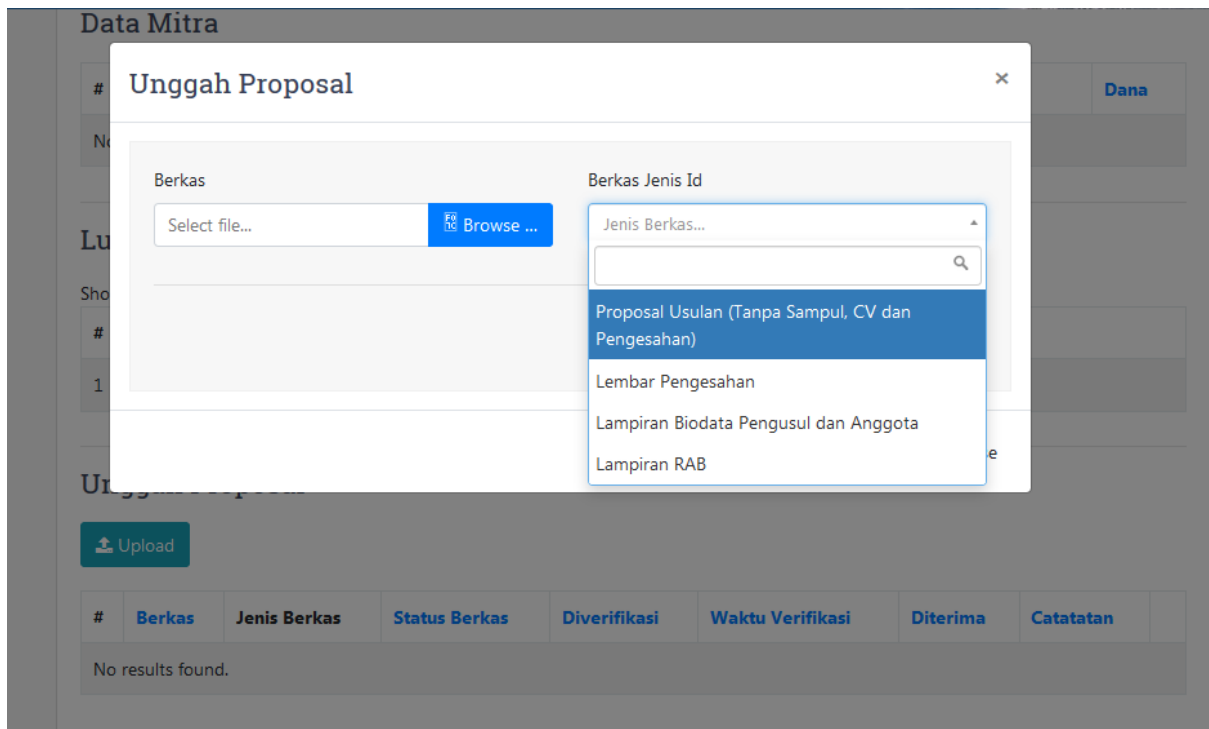 Data Mitra
Unggah Proposal ×
# Dana
Berkas Berkas Jenis Id
Select file... Browse ... Jenis Berkas...
Proposal Usulan (Tanpa Sampul, CV dan
Pengesahan)
#
Lembar Pengesahan
1
Lampiran Biodata Pengusul dan Anggota
Lampiran RAB
Upload
# Berkas Jenis Berkas Status Berkas Diverifikasi Waktu Verifikasi Diterima Catatatan
No results found.